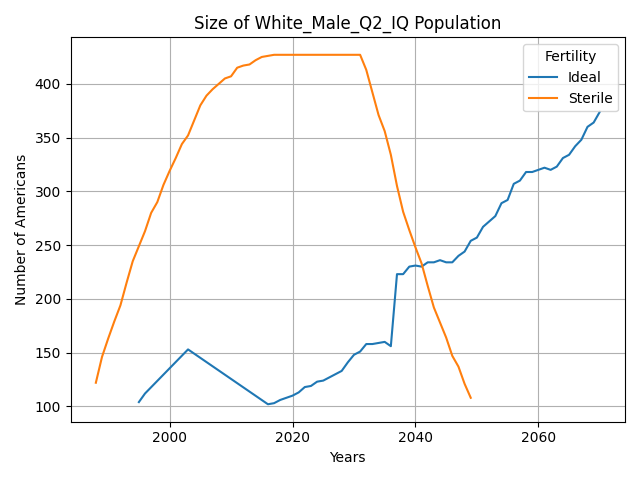 Size of White_Male_Q2_IQ Population
Fertility
Ideal
Sterile
Number of Americans
400
350
300
250
200
150
100
2000
2020
2040
2060
Years